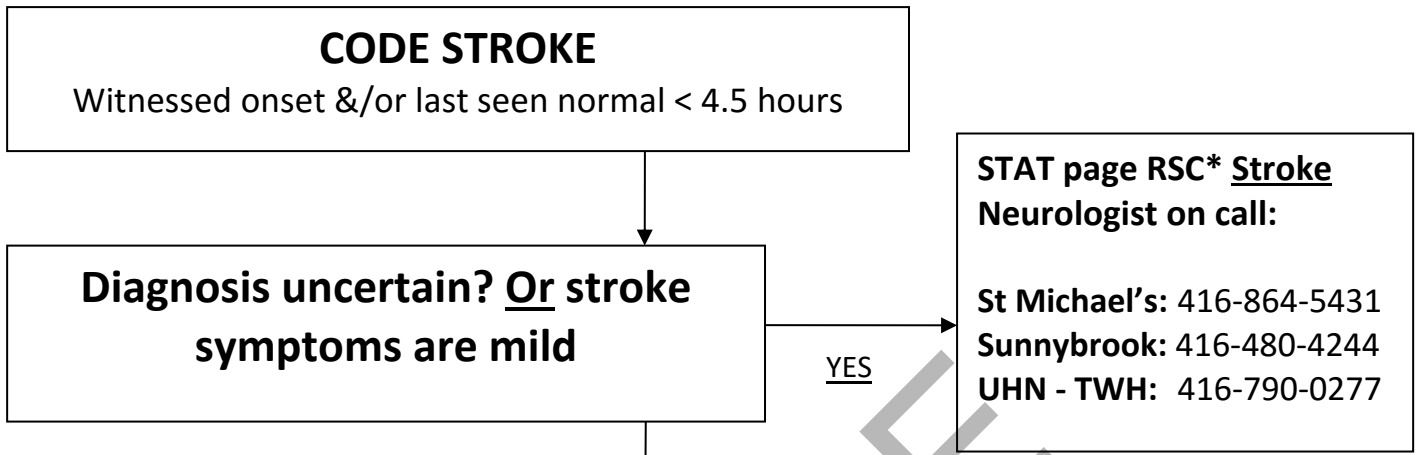 CODE STROKE
Witnessed onset &/or last seen normal < 4.5 hours
Diagnosis uncertain? Or stroke
symptoms are mild
YES
STAT page RSC* Stroke
Neurologist on call:
St Michael's: 416-864-5431
Sunnybrook: 416-480-4244
UHN - TWH: 416-790-0277